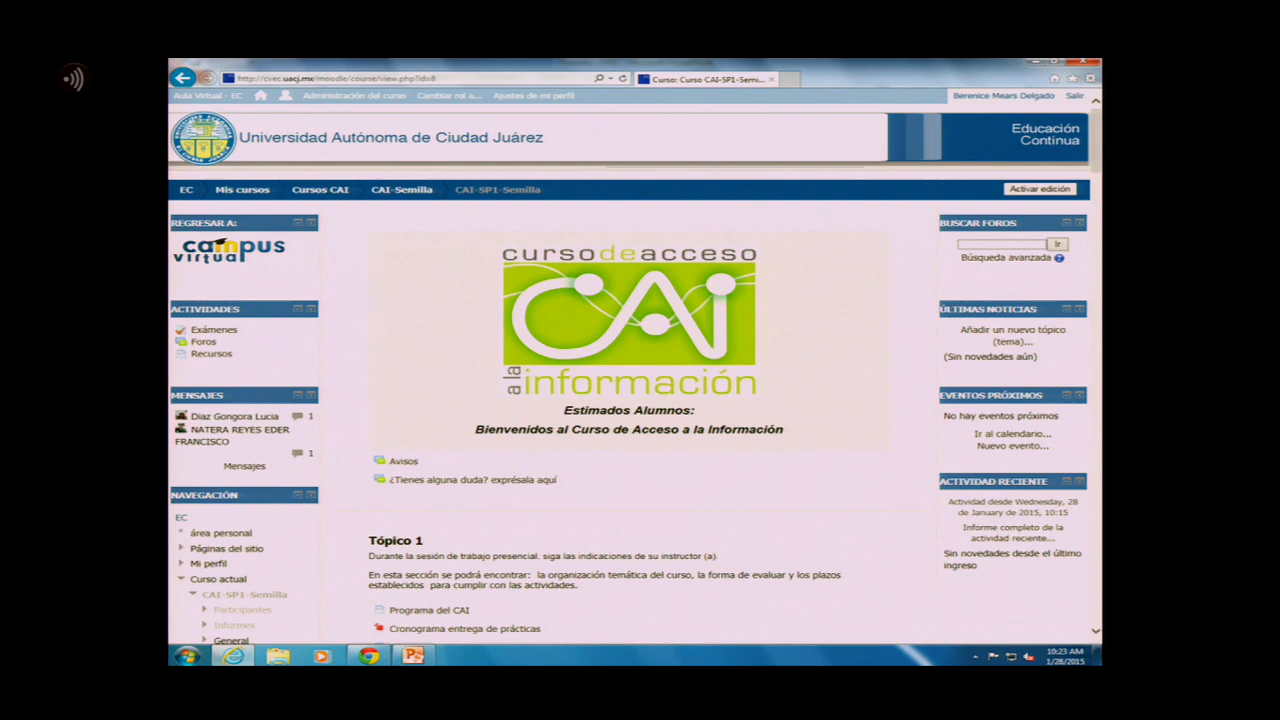 http://cvec.uacj.mx/moodle/course/view.php?id=8
Curso: Curso CAI-SP1-Semi...
Aula Virtual - EC
Administración del curso
Cambiar rol a...
Ajustes de mi perfil
Berenice Mears Delgado
Salir
Universidad Autónoma de Ciudad Juárez
Educación
Continua
EC
Mis cursos
Cursos CAI
CAI-Semilla
CAI-SP1-Semilla
Activar edición
REGRESAR A:
campus
virtual
ACTIVIDADES
Exámenes
Foros
Recursos
MENSAJES
Diaz Gongora Lucia 1
NATERA REYES EDER
FRANCISCO
1
Mensajes
NAVEGACIÓN
EC
área personal
Páginas del sitio
Mi perfil
Curso actual
CAI-SP1-Semilla
Participantes
Informes
General
cursodeacceso
CAi
a la información
Estimados Alumnos:
Bienvenidos al Curso de Acceso a la Información
Avisos
¿Tienes alguna duda? exprésala aquí
Tópico 1
Durante la sesión de trabajo presencial, siga las indicaciones de su instructor (a).
En esta sección se podrá encontrar: la organización temática del curso, la forma de evaluar y los plazos
establecidos para cumplir con las actividades.
Programa del CAI
Cronograma entrega de prácticas
BUSCAR FOROS
Ir
Búsqueda avanzada
ÚLTIMAS NOTICIAS
Añadir un nuevo tópico
(tema)...
(Sin novedades aún)
EVENTOS PRÓXIMOS
No hay eventos próximos
Ir al calendario...
Nuevo evento...
ACTIVIDAD RECIENTE
Actividad desde Wednesday, 28
de January de 2015, 10:15
Informe completo de la
actividad reciente...
Sin novedades desde el último
ingreso
10:23 AM
1/28/2015